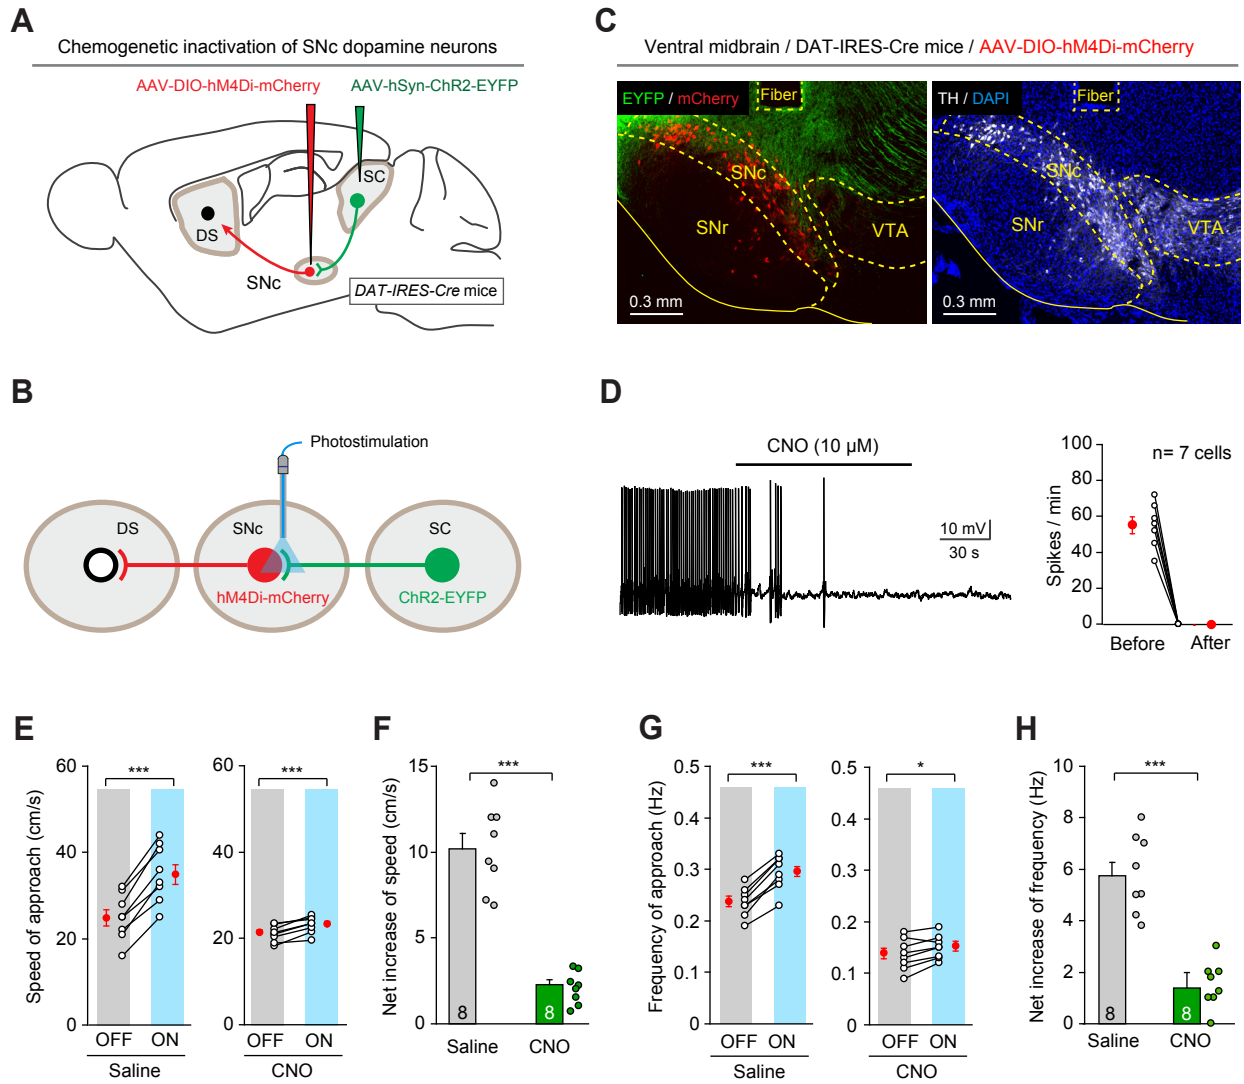 A
Chemogenetic inactivation of SNc dopamine neurons
AAV-DIO-hM4Di-mCherry
AAV-hSyn-ChR2-EYFP
SC
DS
SNc
DAT-IRES-Cre mice
C
Ventral midbrain / DAT-IRES-Cre mice / AAV-DIO-hM4Di-mCherry
EYFP / mCherry
Fiber
SNc
SNr
VTA
0.3 mm
TH / DAPI
Fiber
SNc
SNr
VTA
0.3 mm
B
Photostimulation
DS
SNc
SC
hM4Di-mCherry
ChR2-EYFP
D
CNO (10 µM)
10 mV
30 s
Spikes / min
100
80
60
40
20
0
n= 7 cells
Before
After
E
Speed of approach (cm/s)
60
40
20
0
***
OFF
ON
Saline
60
40
20
0
***
OFF
ON
CNO
F
Net increase of speed (cm/s)
15
10
5
0
***
8
8
Saline
CNO
G
Frequency of approach (Hz)
0.5
0.4
0.3
0.2
0.1
0
***
OFF
ON
Saline
0.5
0.4
0.3
0.2
0.1
0
*
OFF
ON
CNO
H
Net increase of frequency (Hz)
10
8
6
4
2
0
***
8
8
Saline
CNO